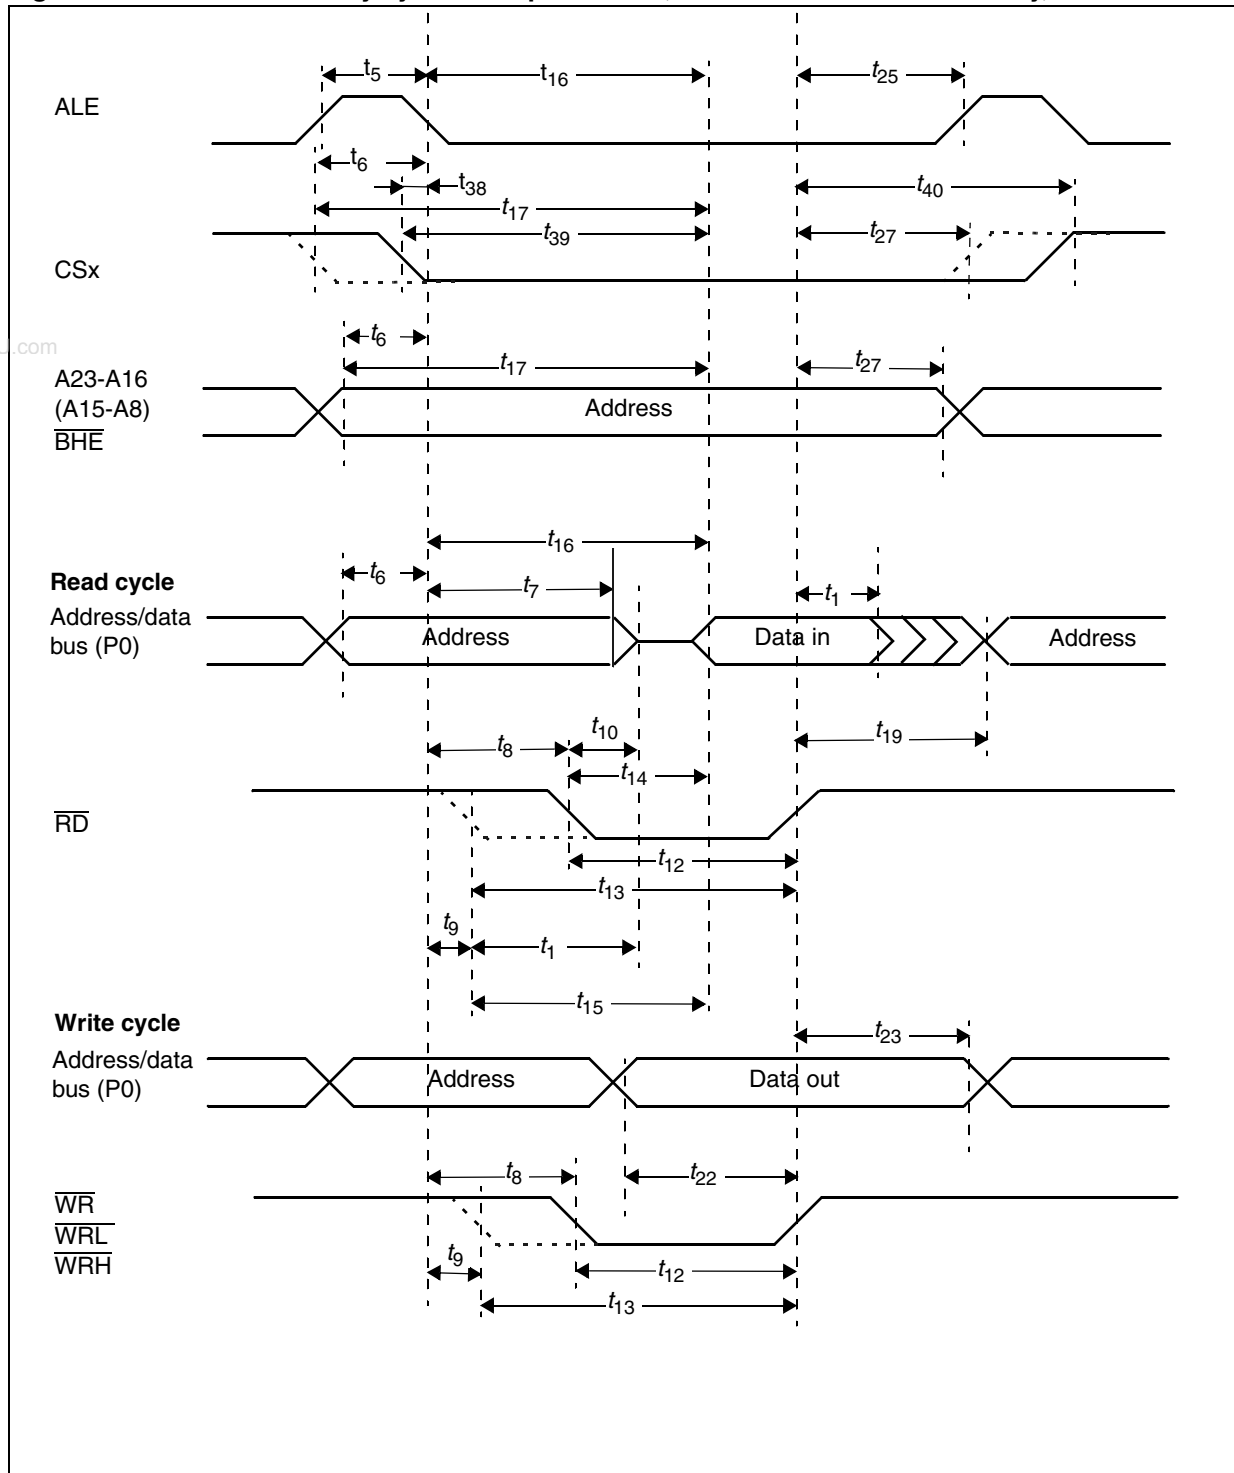 t5
t16
t25
ALE
t6
t38
t40
t17
t39
t27
CSx
t6
.com
t17
t27
A23-A16
(A15-A8)
Address
BHE
t16
Read cycle
t6
t7
t1
Address/data
bus (P0)
Address
Data in
Address
t10
t8
t19
t14
RD
t12
t13
t9
t1
t15
Write cycle
t23
Address/data
bus (P0)
Address
Data out
t8
t22
WR
WRL
WRH
t9
t12
t13